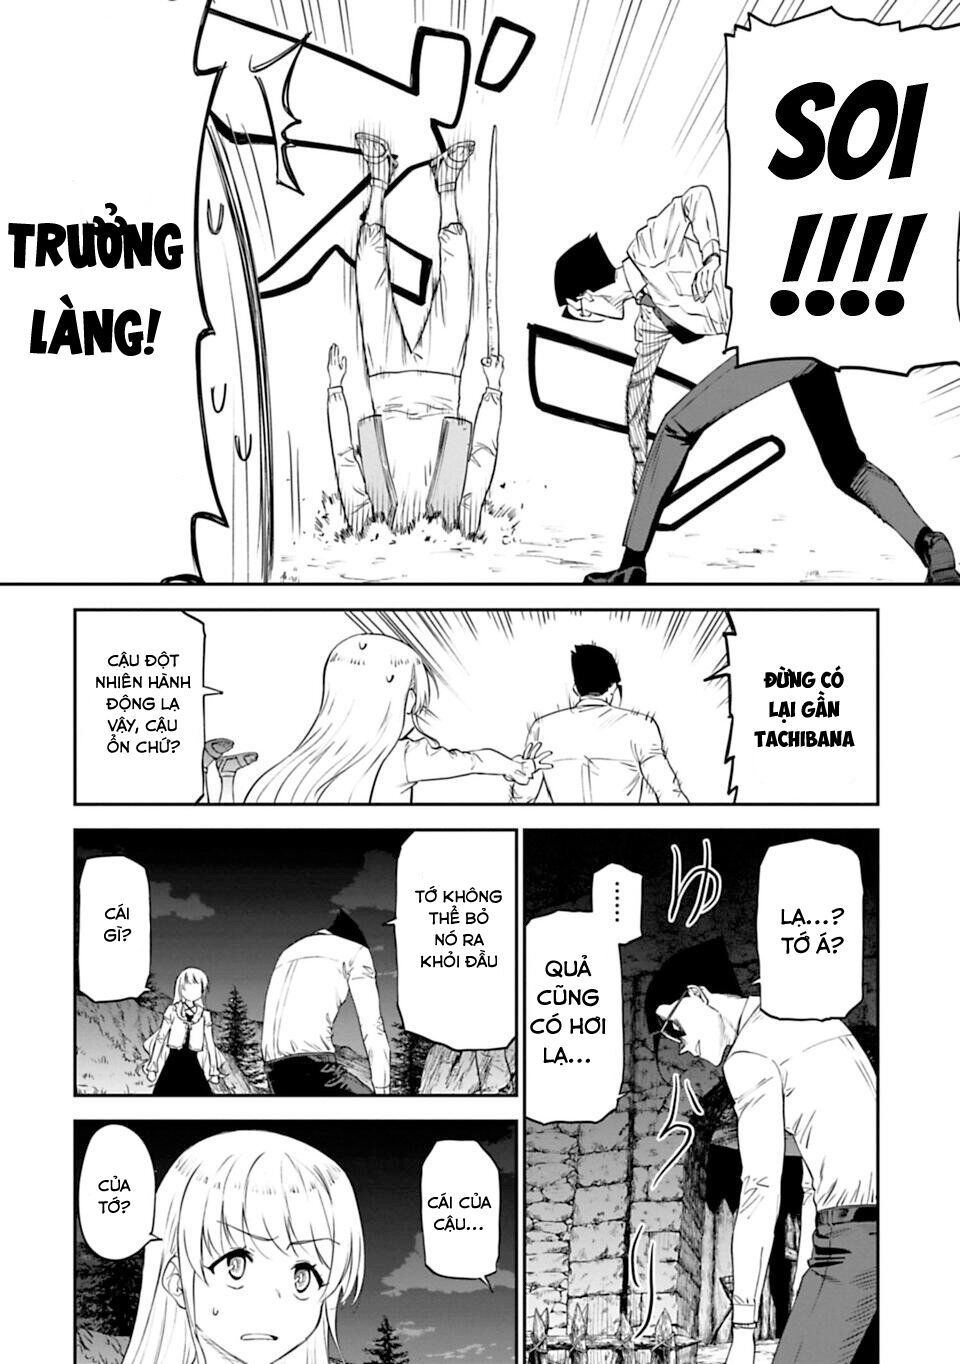 SOI
!!!!
TRƯỞNG
LÀNG!
ĐỪNG CÓ
LẠI GẦN
TACHIBANA
CẬU ĐỘT
NHIÊN HÀNH
ĐỘNG LẠ
VẬY, CẬU
ỔN CHỨ?
LẠ...?
TỚ Á?
ゆ
ら
......
QUẢ
CŨNG
CÓ HƠI
LẠ...
TỚ KHÔNG
THỂ BỎ
NÓ RA
KHỎI ĐẦU
CÁI
GÌ?
CÁI CỦA
CẬU...
CỦA
TỚ?